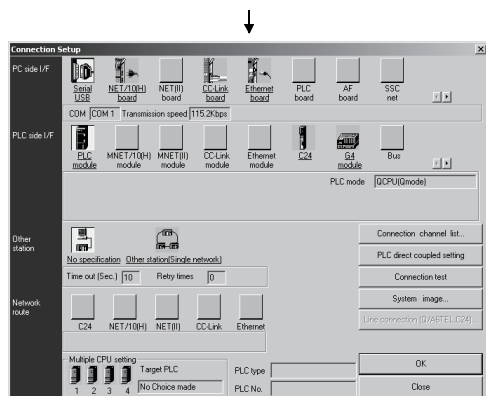 Connection Setup
PC side I/F
Serial USB
NET/10(H) board
NET(II) board
CC-Link board
Ethernet board
PLC board
AF board
SSC net
COM COM 1 Transmission speed 115.2Kbps
PLC side I/F
PLC module
MNET/10(H) module
MNET(II) module
CC-Link module
Ethernet module
C24
G4 module
Bus
PLC mode QCPU(Qmode)
Other station
No specification
Other station(Single network)
Time out (Sec.) 10 Retry times 0
Connection channel list...
PLC direct coupled setting
Connection test
System image...
Line connection (Q/A6TEL,C24)...
Network route
C24
NET/10(H)
NET(II)
CC-Link
Ethernet
Multiple CPU setting
1 2 3 4
Target PLC
No Choice made
PLC type
PLC No.
OK
Close